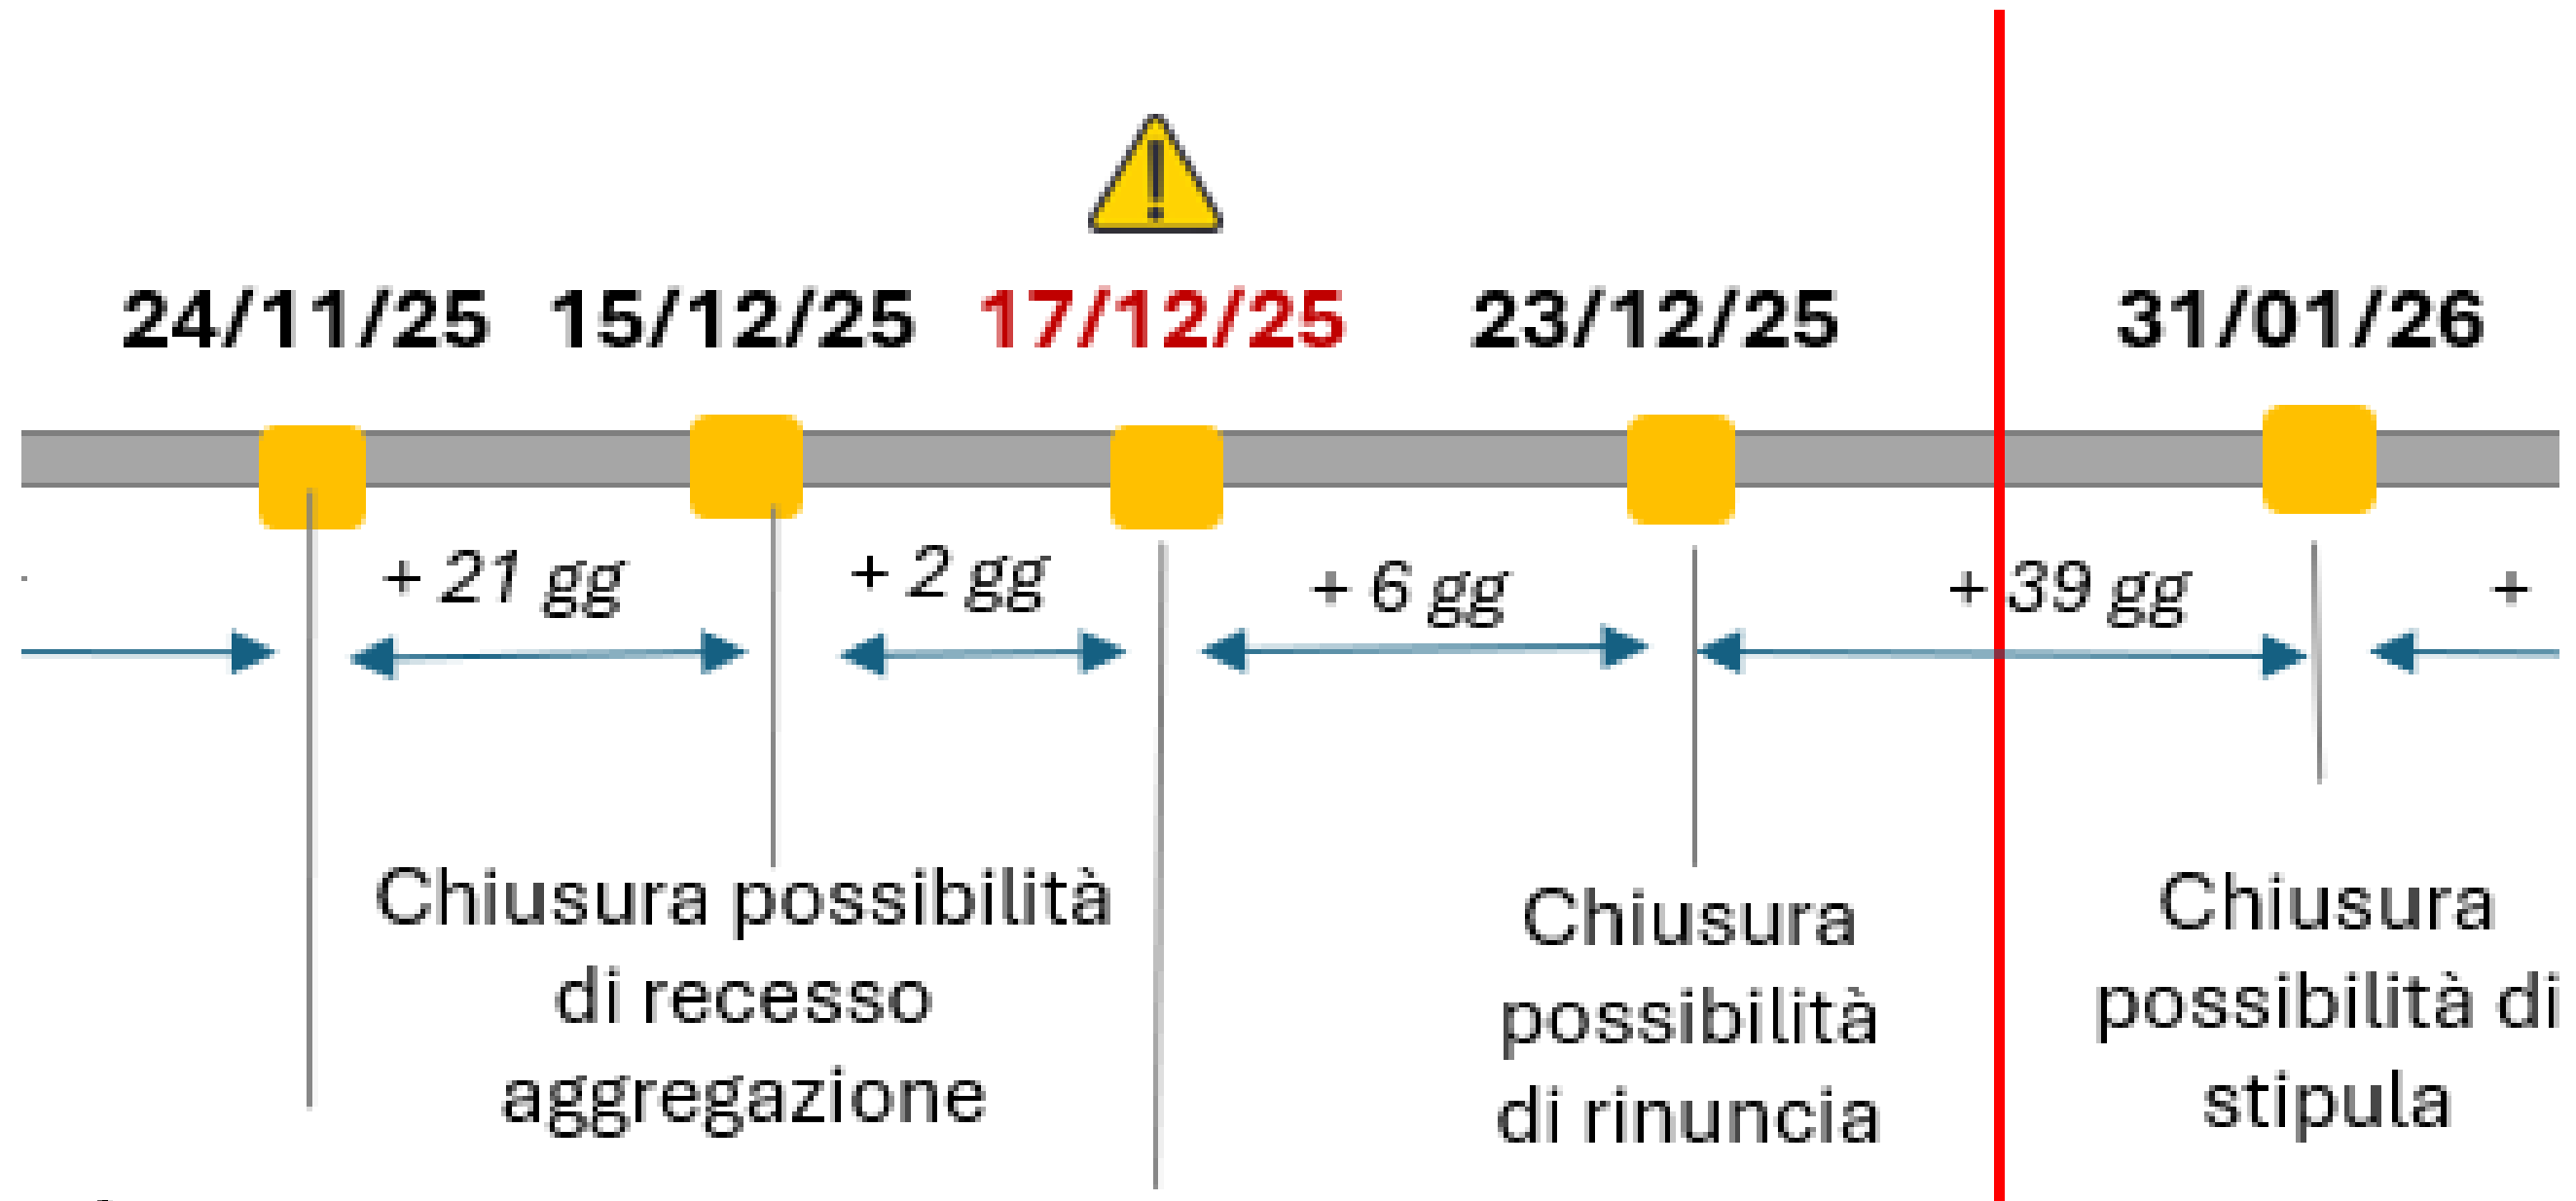 24/11/25 15/12/25 17/12/25 23/12/25 31/01/26
+ 21 gg + 2 gg + 6 gg + 39 gg +
Chiusura possibilità
di recesso
aggregazione
Chiusura
possibilità
di rinuncia
Chiusura
possibilità di
stipula